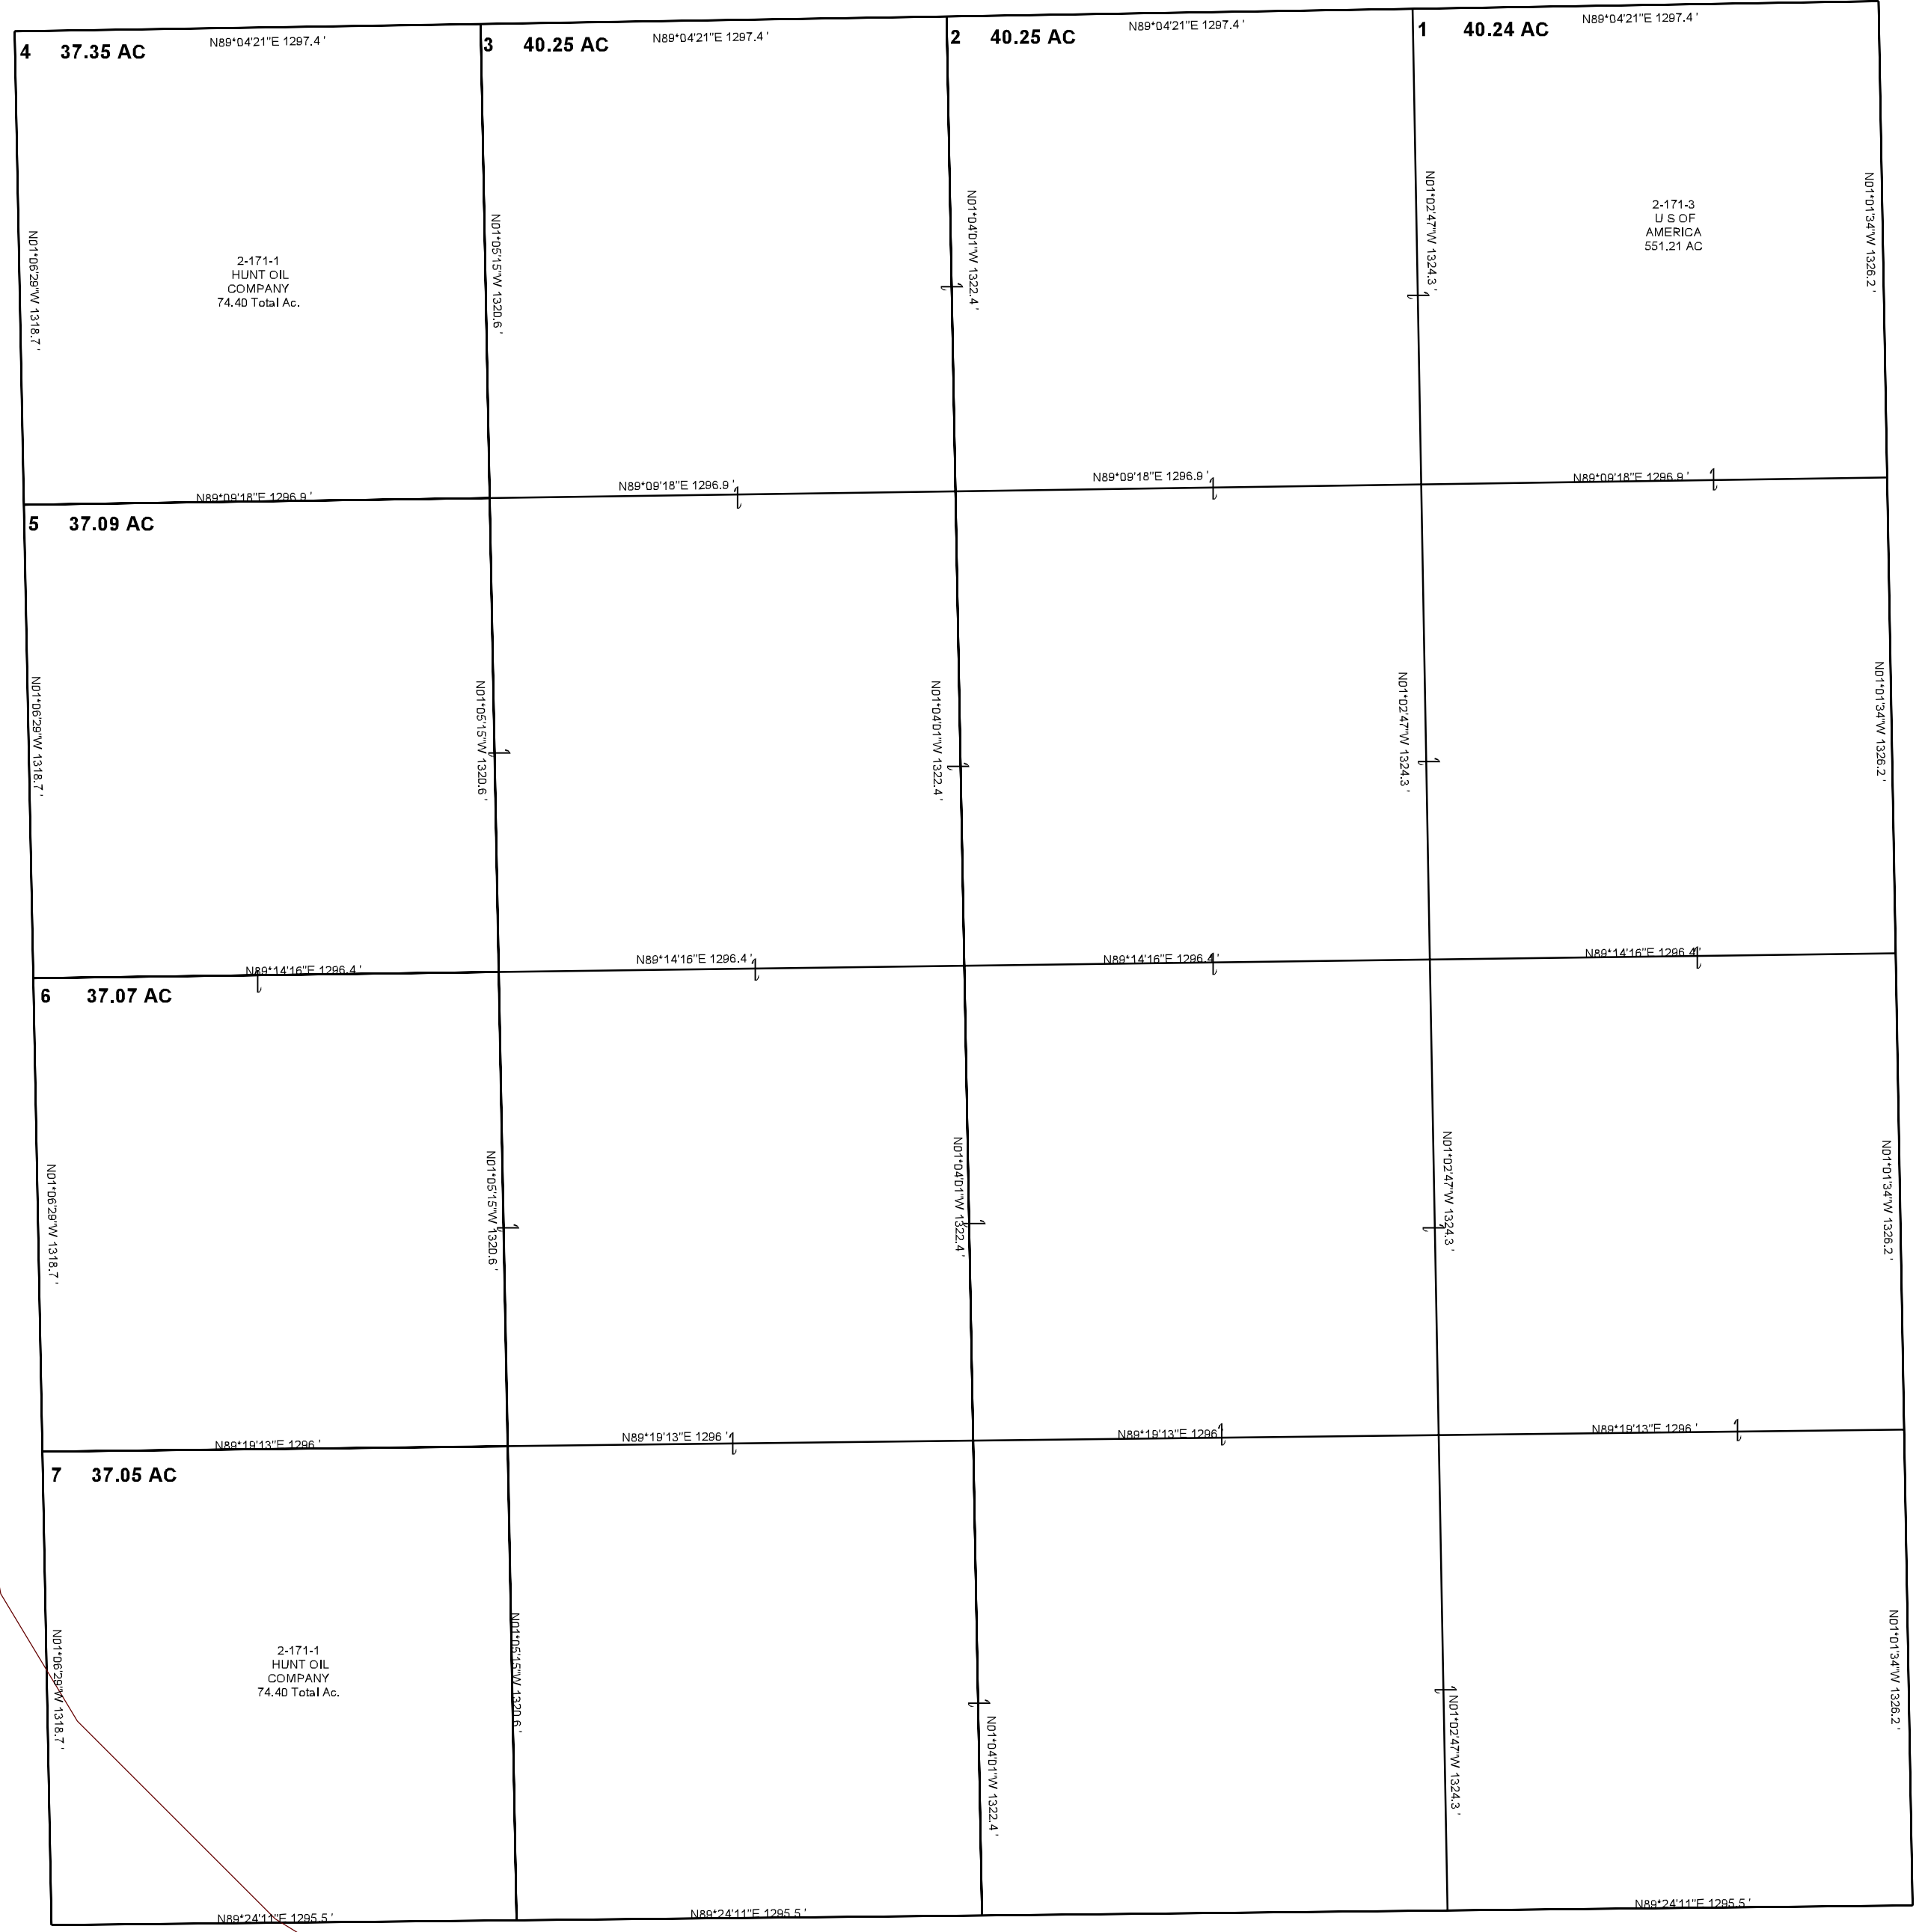 4 37.35 AC N89°04'21"E 1297.4 '
3 40.25 AC N89°04'21"E 1297.4 '
2 40.25 AC N89°04'21"E 1297.4 '
1 40.24 AC N89°04'21"E 1297.4 '
N01°06'29"W 1318.7 '
2-171-1
HUNT OIL
COMPANY
74.40 Total Ac.
N01°05'15"W 1320.6 '
N01°04'01"W 1322.4 '
N01°02'47"W 1324.3 '
2-171-3
U S OF
AMERICA
551.21 AC
N01°01'34"W 1326.2 '
N89°09'18"E 1296.9 '
N89°09'18"E 1296.9 '
N89°09'18"E 1296.9 '
N89°09'18"E 1296.9 '
5 37.09 AC
N01°06'29"W 1318.7 '
N01°05'15"W 1320.6 '
N01°04'01"W 1322.4 '
N01°02'47"W 1324.3 '
N01°01'34"W 1326.2 '
N89°14'16"E 1296.4 '
N89°14'16"E 1296.4 '
N89°14'16"E 1296.4 '
N89°14'16"E 1296.4 '
6 37.07 AC
N01°06'29"W 1318.7 '
N01°05'15"W 1320.6 '
N01°04'01"W 1322.4 '
N01°02'47"W 1324.3 '
N01°01'34"W 1326.2 '
N89°19'13"E 1296 '
N89°19'13"E 1296 '
N89°19'13"E 1296 '
N89°19'13"E 1296 '
7 37.05 AC
N01°06'29"W 1318.7 '
2-171-1
HUNT OIL
COMPANY
74.40 Total Ac.
N01°05'15"W 1320.6 '
N01°04'01"W 1322.4 '
N01°02'47"W 1324.3 '
N01°01'34"W 1326.2 '
N89°24'11"E 1295.5 '
N89°24'11"E 1295.5 '
N89°24'11"E 1295.5 '